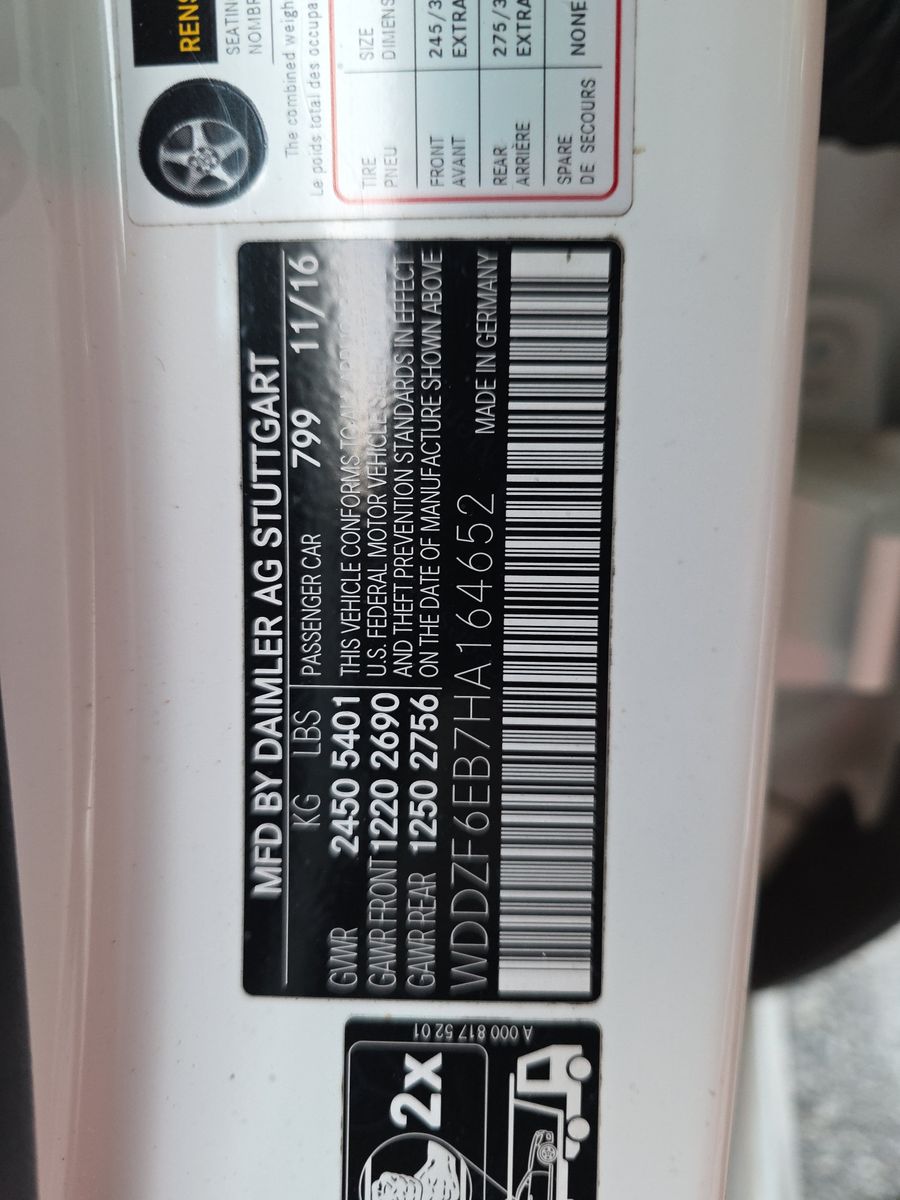 MFD BY DAIMLER AG STUTTGART
KG LBS PASSENGER CAR 799 11/16
GVWR 2450 5401 THIS VEHICLE CONFORMS TO
GAWR FRONT 1220 2690 U.S. FEDERAL MOTOR VEHICLE
GAWR REAR 1250 2756 AND THEFT PREVENTION STANDARDS IN EFFECT
ON THE DATE OF MANUFACTURE SHOWN ABOVE
WDDZF6EB7HA164652 MADE IN GERMANY
RENS
SEATIN
NOMBR
The combined weigh
Le poids total des occupa
TIRE SIZE
PNEU DIMENS
FRONT 245/3
AVANT EXTRA
REAR 275/3
ARRIÈRE EXTRA
SPARE NONE
DE SECOURS
A 000 817 52 01
2x